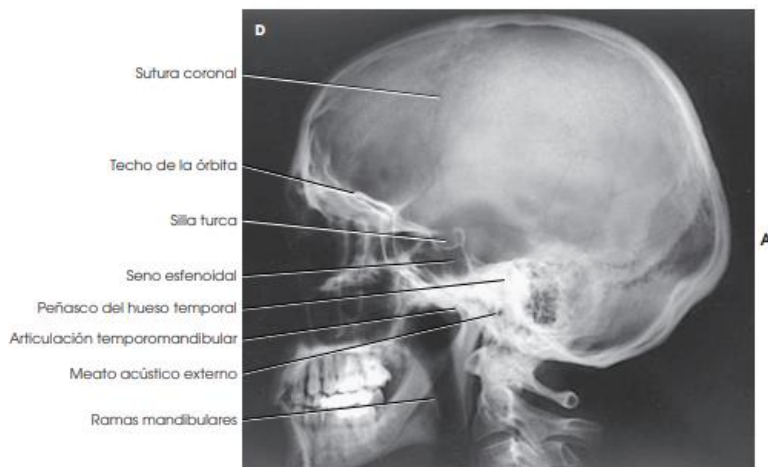 D
Sutura coronal
Techo de la órbita
Silla turca
A
Seno esfenoidal
Peñasco del hueso temporal
Articulación temporomandibular
Meato acústico externo
Ramas mandibulares